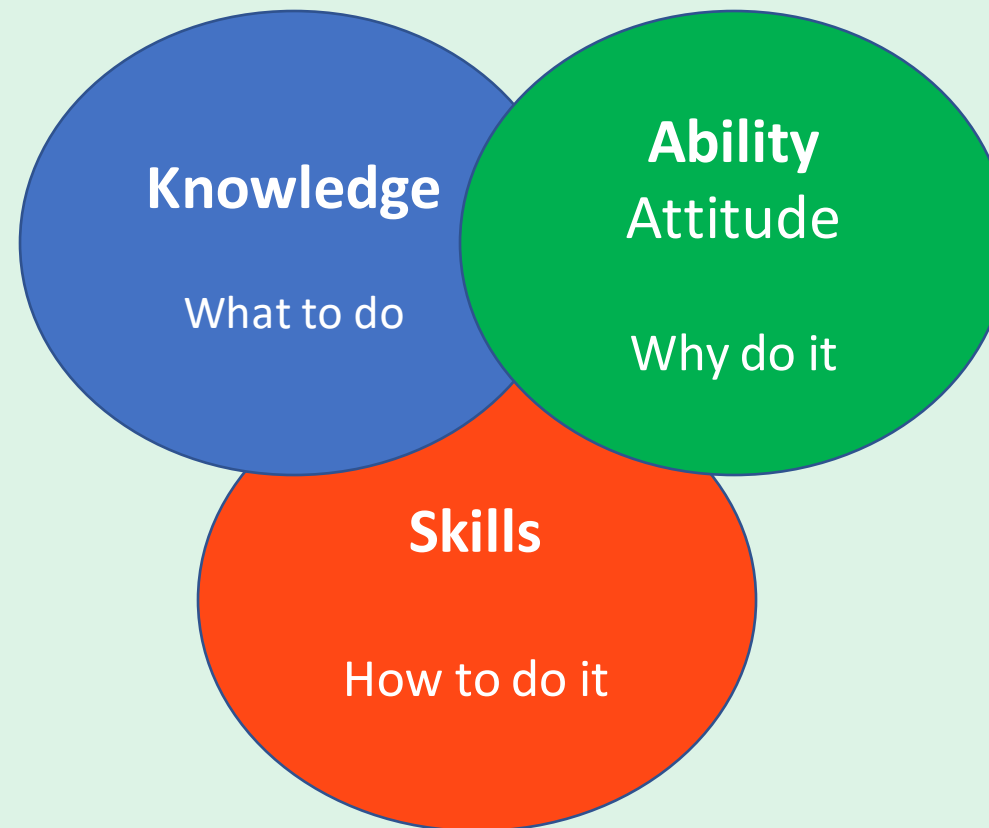 Knowledge
What to do
Ability
Attitude
Why do it
Skills
How to do it